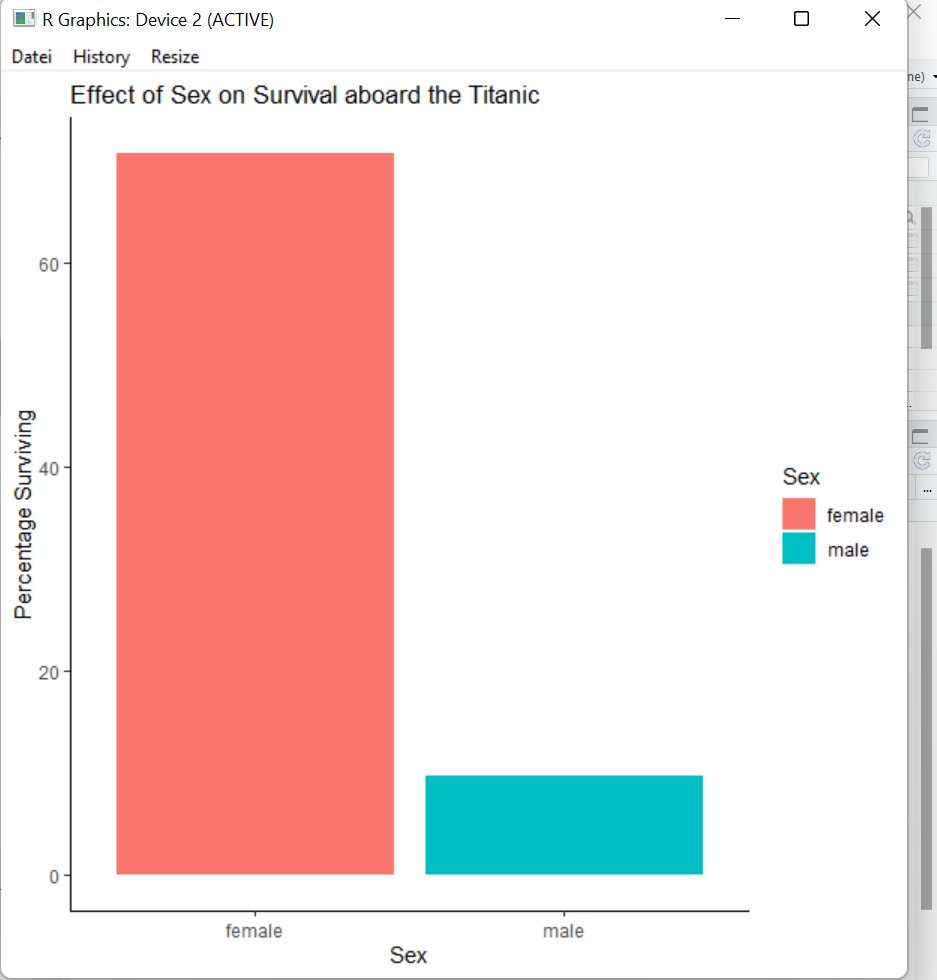 R Graphics: Device 2 (ACTIVE)
Datei History Resize
ne)
Effect of Sex on Survival aboard the Titanic
60
40
20
0
Percentage Surviving
female male
Sex
Sex
female
male
...